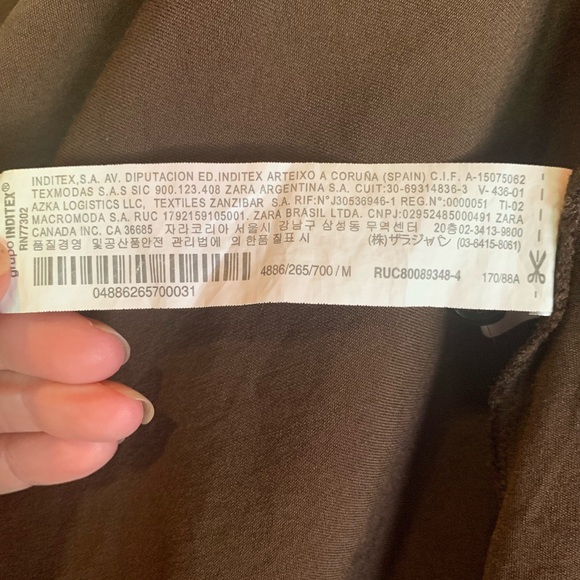 grupo INDITEX®
RN77302
INDITEX,S.A. AV. DIPUTACION ED.INDITEX ARTEIXO A CORUÑA (SPAIN) C.I.F. A-15075062
TEXMODAS S.A.S SIC 900.123.408 ZARA ARGENTINA S.A. CUIT:30-69314836-3 V-436-01
AZKA LOGISTICS LLC, TEXTILES ZANZIBAR S.A. RIF:N°J30536946-1 REG.N°:0000051 TI-02
MACROMODA S.A. RUC 1792159105001. ZARA BRASIL LTDA. CNPJ:02952485000491 ZARA
CANADA INC. CA 36685 자라코리아 서울시 강남구 삼성동 무역센터 20층02-3413-9800
품질경영 및공산품안전 관리법에 의한품질표시 (株)ザラジャパン (03-6415-8061)
4886/265/700/M RUC80089348-4 170/88A
04886265700031